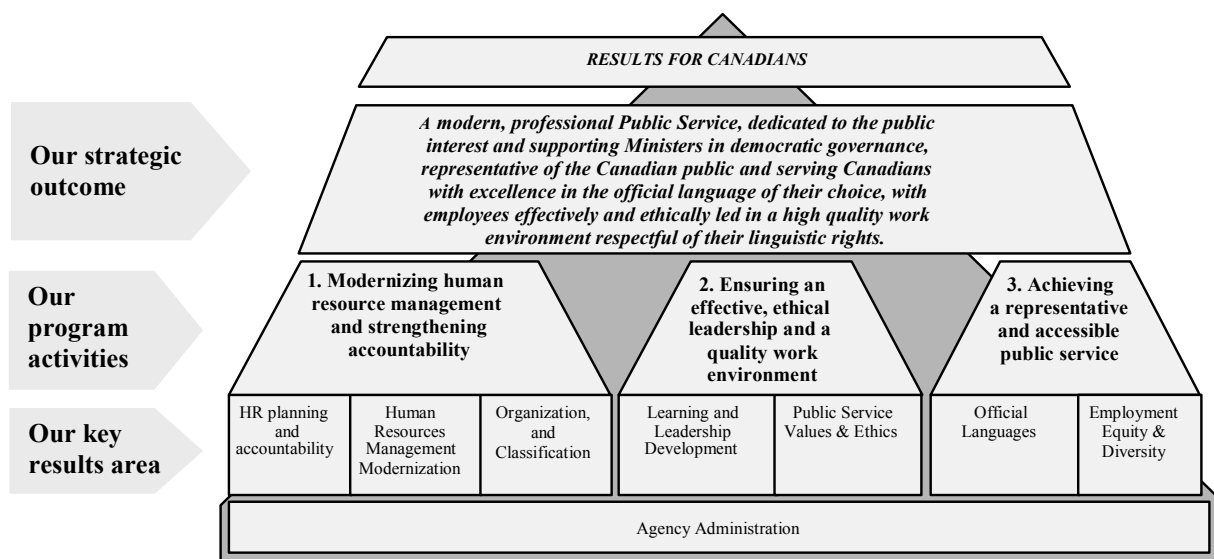 RESULTS FOR CANADIANS
Our strategic
outcome
A modern, professional Public Service, dedicated to the public
interest and supporting Ministers in democratic governance,
representative of the Canadian public and serving Canadians
with excellence in the official language of their choice, with
employees effectively and ethically led in a high quality work
environment respectful of their linguistic rights.
Our
program
activities
1. Modernizing human
resource management
and strengthening
accountability
2. Ensuring an
effective, ethical
leadership and a
quality work
environment
3. Achieving
a representative
and accessible
public service
Our key
results area
HR planning
and
accountability
Human
Resources
Management
Modernization
Organization,
and
Classification
Learning and
Leadership
Development
Public Service
Values & Ethics
Official
Languages
Employment
Equity &
Diversity
Agency Administration